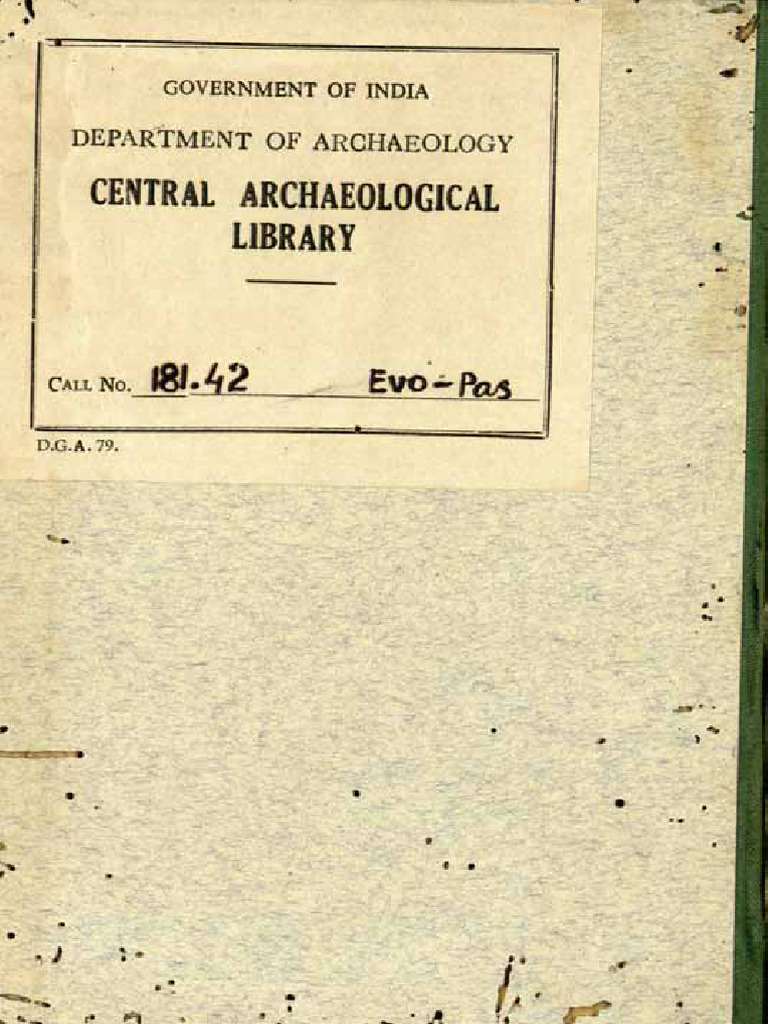 GOVERNMENT OF INDIA
DEPARTMENT OF ARCHAEOLOGY
CENTRAL ARCHAEOLOGICAL
LIBRARY
CALL No. 181.42 Evo-Pas
D.G.A. 79.